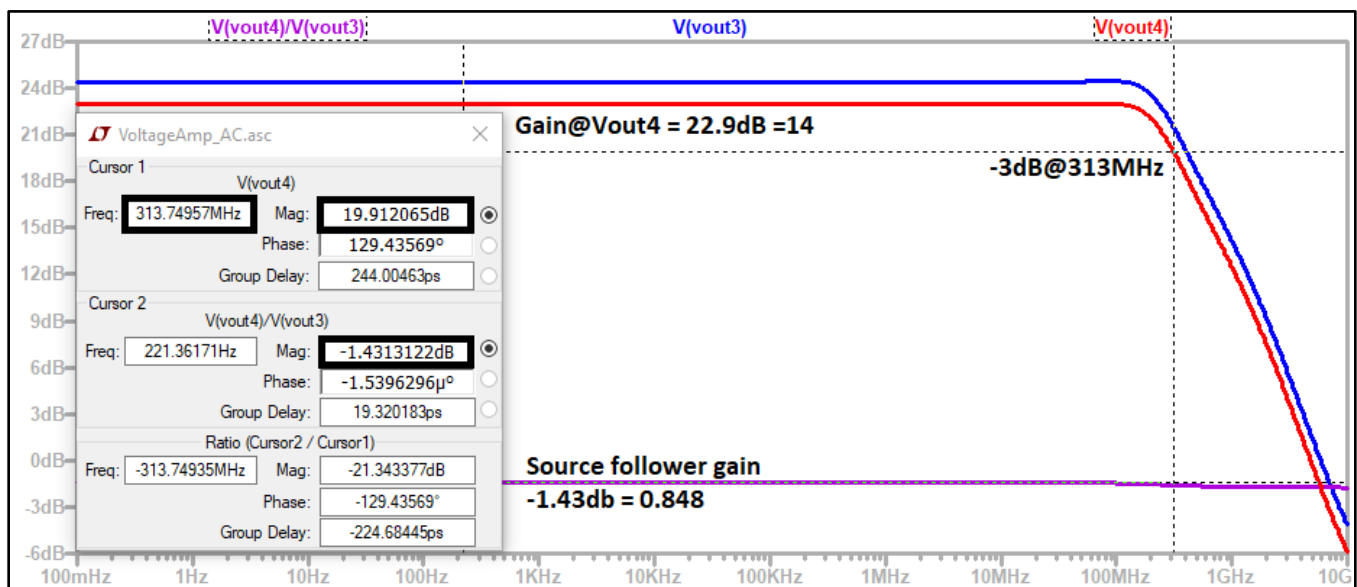 V(vout4)/V(vout3) V(vout3) V(vout4)
27dB
24dB
21dB
18dB
15dB
12dB
9dB
6dB
3dB
0dB
-3dB
-6dB
VoltageAmp_AC.asc
Cursor 1
V(vout4)
Freq: 313.74957MHz Mag: 19.912065dB
Phase: 129.43569°
Group Delay: 244.00463ps
Cursor 2
V(vout4)/V(vout3)
Freq: 221.36171Hz Mag: -1.4313122dB
Phase: -1.5396296µ°
Group Delay: 19.320183ps
Ratio (Cursor2 / Cursor1)
Freq: -313.74935MHz Mag: -21.343377dB
Phase: -129.43569°
Group Delay: -224.68445ps
Gain@Vout4 = 22.9dB =14
-3dB@313MHz
Source follower gain
-1.43db = 0.848
100mHz 1Hz 10Hz 100Hz 1KHz 10KHz 100KHz 1MHz 10MHz 100MHz 1GHz 10G